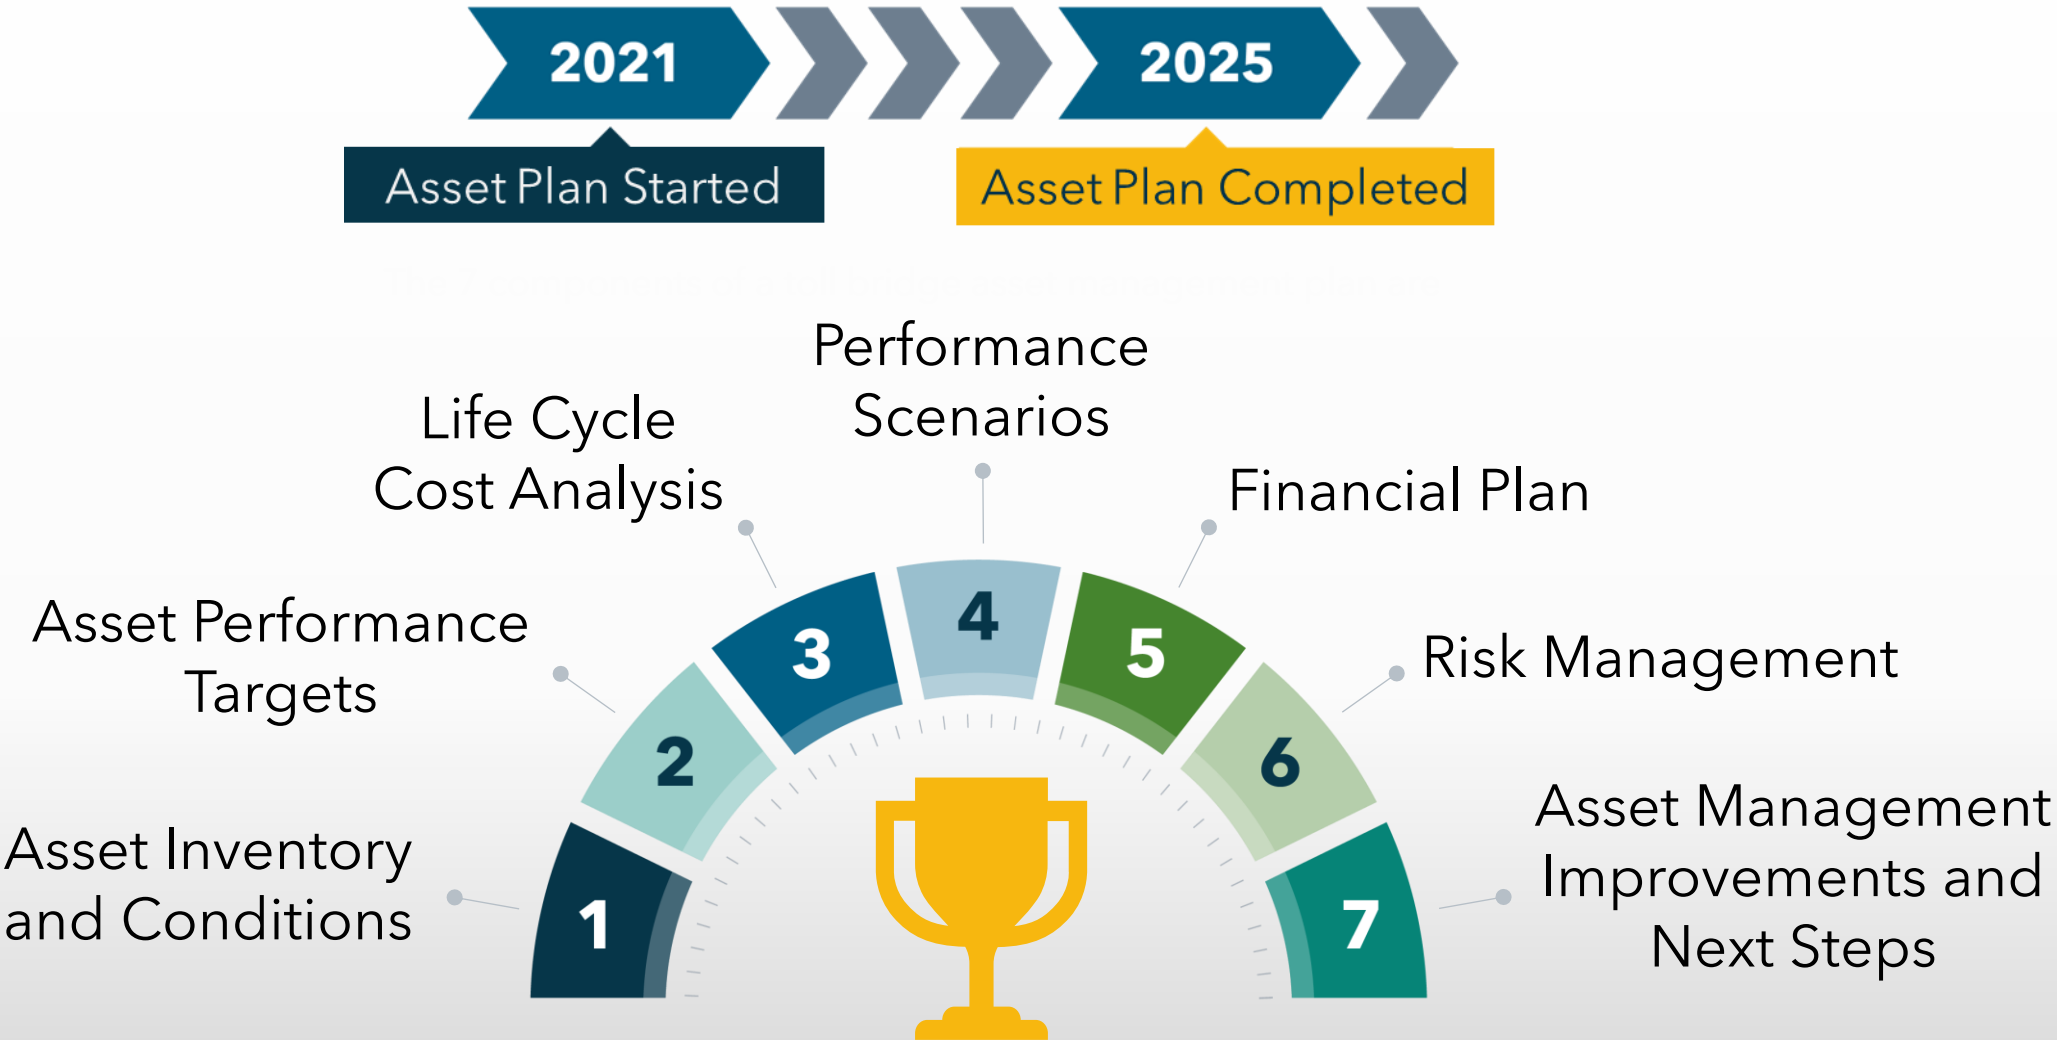 2021
2025
Asset Plan Started
Asset Plan Completed
Performance
Scenarios
Life Cycle
Cost Analysis
Financial Plan
Asset Performance
Targets
Risk Management
Asset Inventory
and Conditions
Asset Management
Improvements and
Next Steps
1
2
3
4
5
6
7